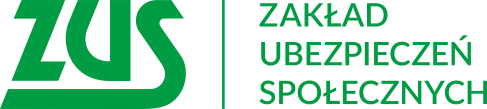 ZUS
ZAKŁAD
UBEZPIECZEŃ
SPOŁECZNYCH